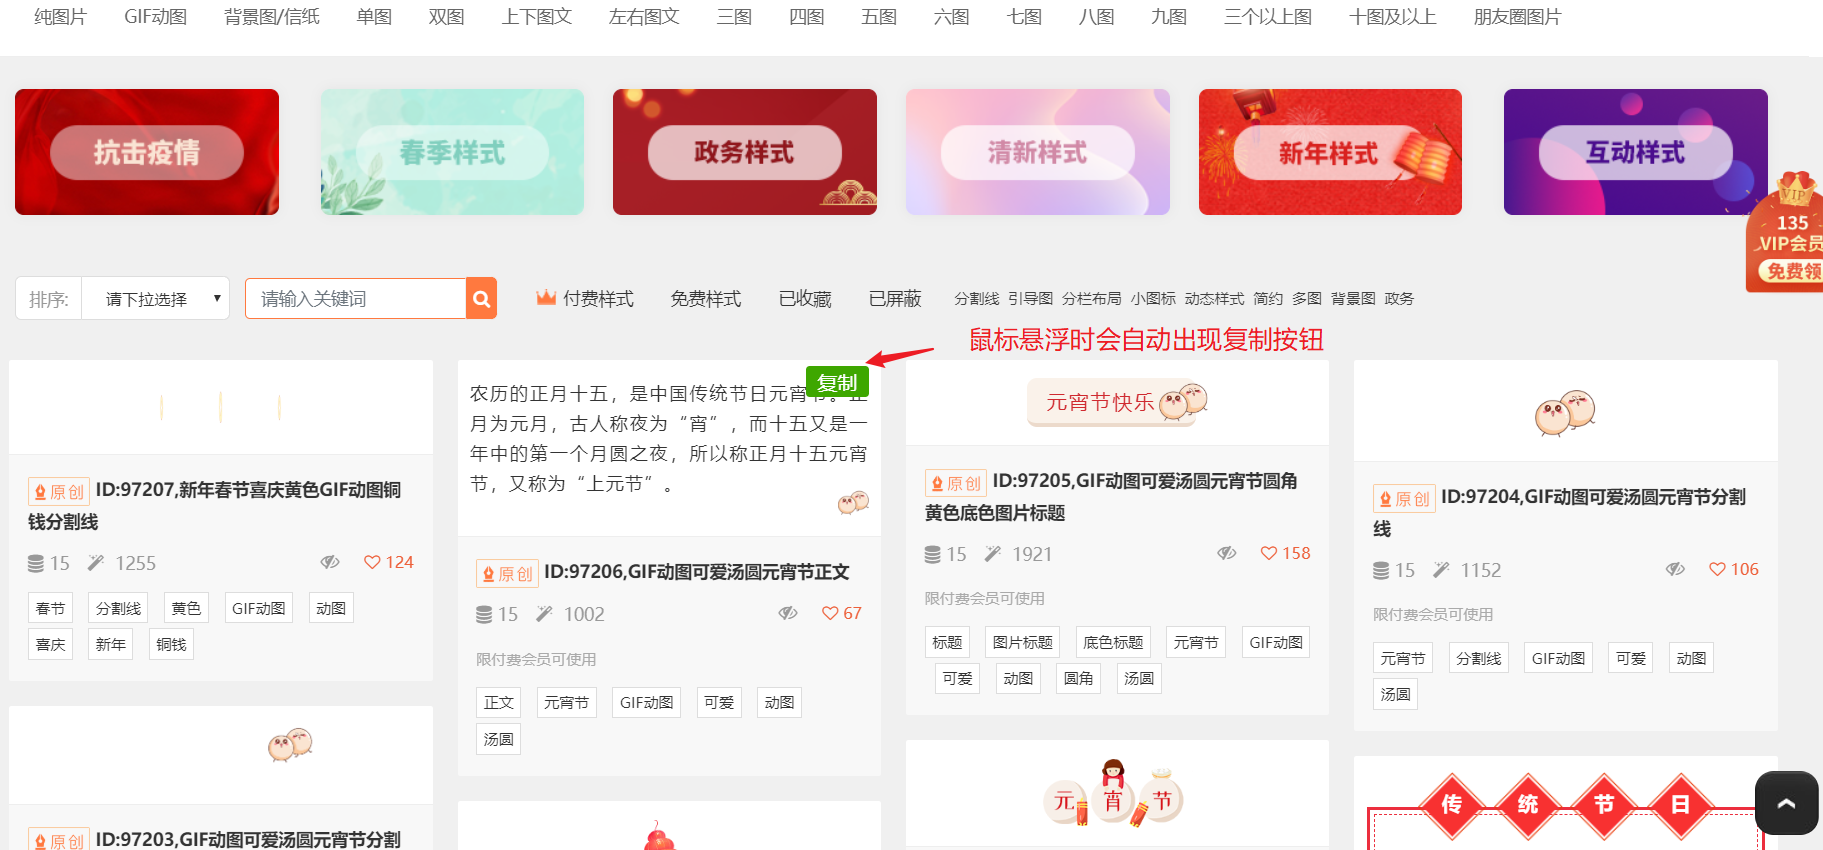 纯图片 GIF动图 背景图/信纸 单图 双图 上下图文 左右图文 三图 四图 五图 六图 七图 八图 九图 三个以上图 十图及以上 朋友圈图片
抗击疫情 春季样式 政务样式 清新样式 新年样式 互动样式
VIP
135
VIP会员
免费领
排序: 请下拉选择 请输入关键词 付费样式 免费样式 已收藏 已屏蔽 分割线 引导图 分栏布局 小图标 动态样式 简约 多图 背景图 政务
鼠标悬浮时会自动出现复制按钮
原创 ID:97207,新年春节喜庆黄色GIF动图铜
钱分割线
15 1255 124
春节 分割线 黄色 GIF动图 动图
喜庆 新年 铜钱
原创 ID:97203,GIF动图可爱汤圆元宵节分割
复制
农历的正月十五，是中国传统节日元宵节。正
月为元月，古人称夜为“宵”，而十五又是一
年中的第一个月圆之夜，所以称正月十五元宵
节，又称为“上元节”。
原创 ID:97206,GIF动图可爱汤圆元宵节正文
15 1002 67
限付费会员可使用
正文 元宵节 GIF动图 可爱 动图
汤圆
元宵节快乐
原创 ID:97205,GIF动图可爱汤圆元宵节圆角
黄色底色图片标题
15 1921 158
限付费会员可使用
标题 图片标题 底色标题 元宵节 GIF动图
可爱 动图 圆角 汤圆
元 宵 节
原创 ID:97204,GIF动图可爱汤圆元宵节分割
线
15 1152 106
限付费会员可使用
元宵节 分割线 GIF动图 可爱 动图
汤圆
传 统 节 日